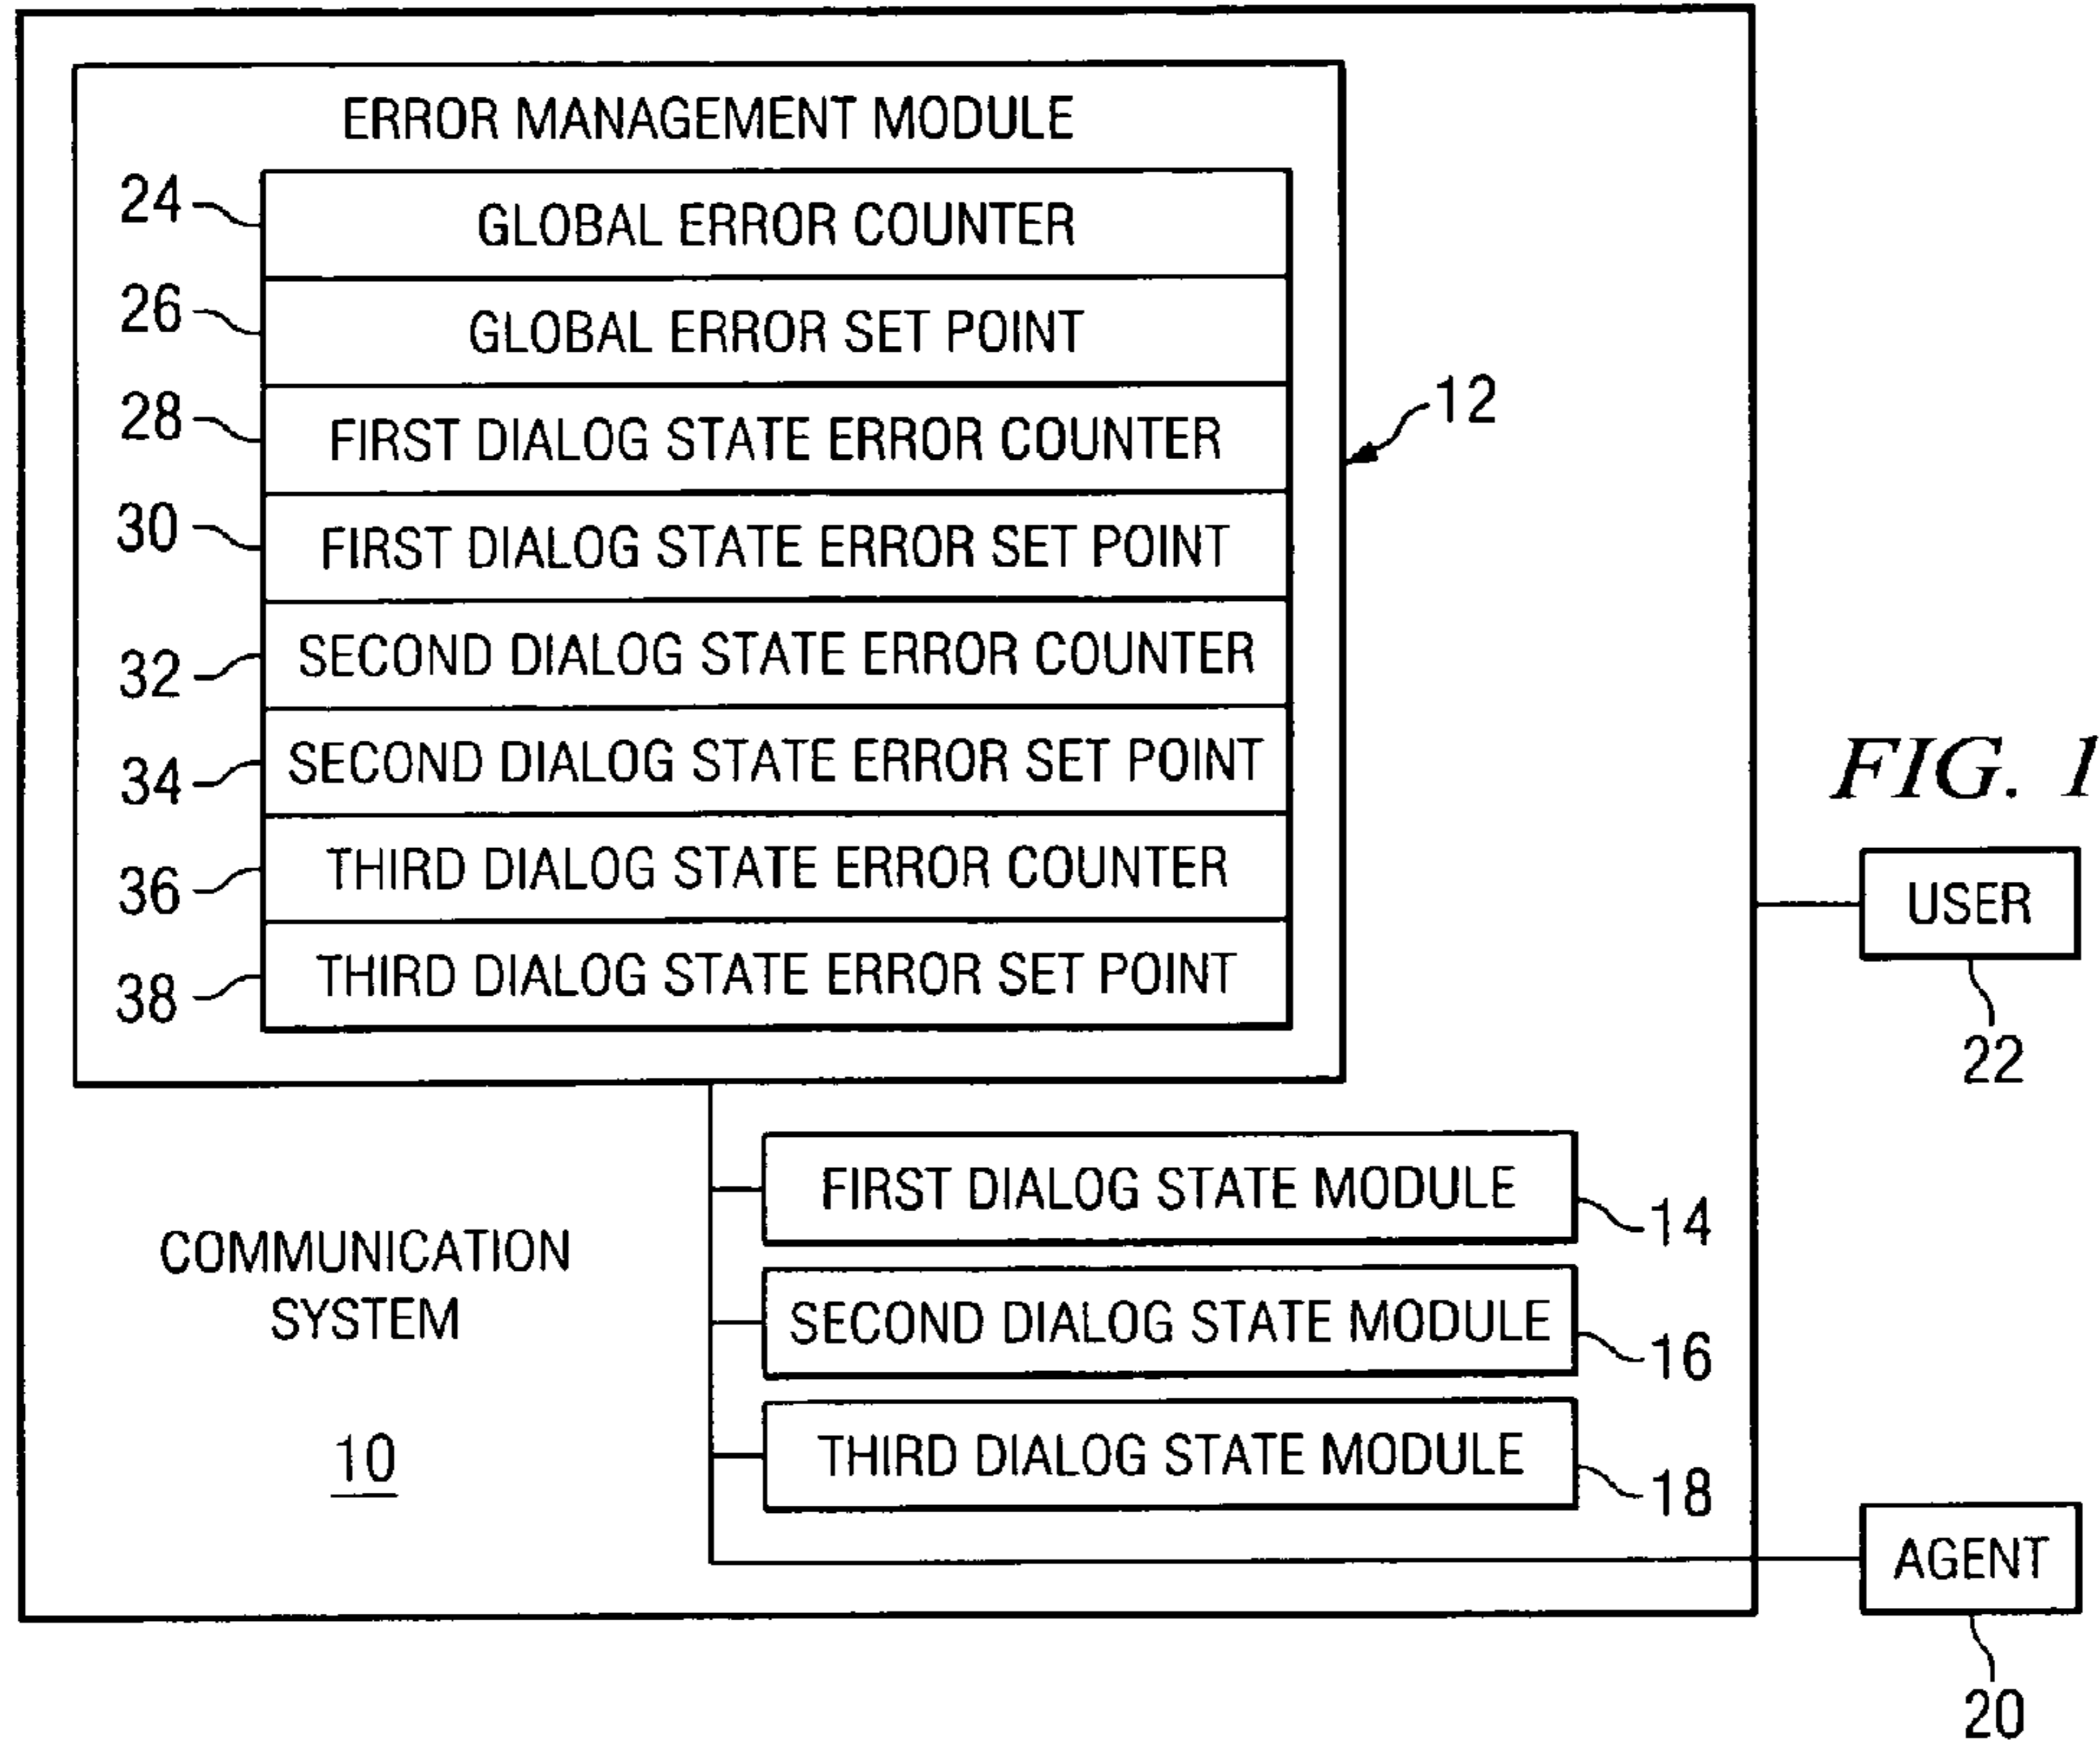 ERROR MANAGEMENT MODULE
24 GLOBAL ERROR COUNTER
26 GLOBAL ERROR SET POINT
28 FIRST DIALOG STATE ERROR COUNTER
12
30 FIRST DIALOG STATE ERROR SET POINT
32 SECOND DIALOG STATE ERROR COUNTER
34 SECOND DIALOG STATE ERROR SET POINT
36 THIRD DIALOG STATE ERROR COUNTER
38 THIRD DIALOG STATE ERROR SET POINT
FIG. 1
USER
22
FIRST DIALOG STATE MODULE 14
SECOND DIALOG STATE MODULE 16
THIRD DIALOG STATE MODULE 18
COMMUNICATION
SYSTEM
10
AGENT
20